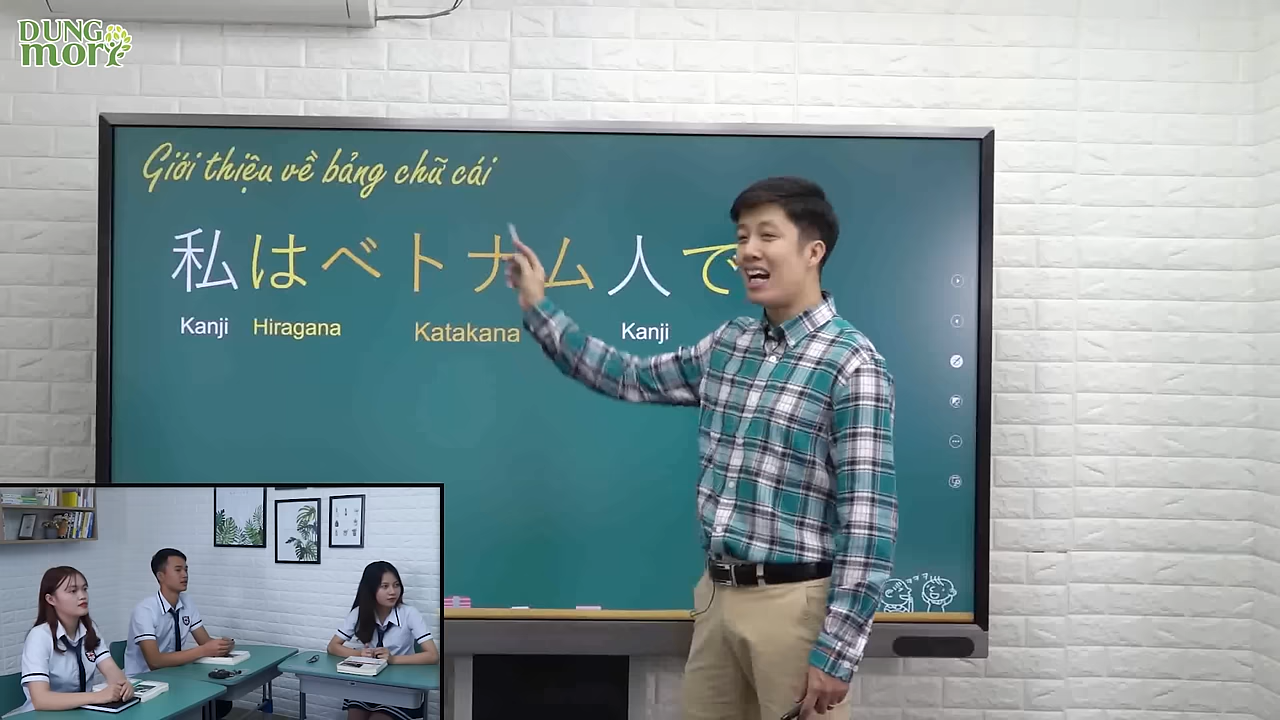 DUNG
mori
Giới thiệu về bảng chữ cái
私はベトナム人で
Kanji Hiragana Katakana Kanji